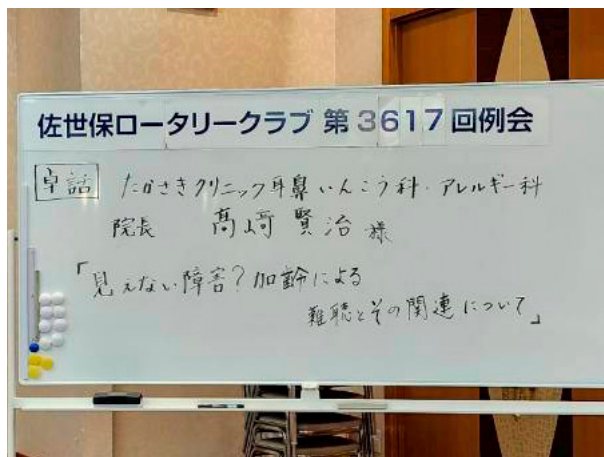 佐世保ロータリークラブ 第3617回例会
卓話 たかさきクリニック耳鼻いんこう科・アレルギー科
院長 髙﨑 賢治 様
「見えない障害?加齢による
難聴とその関連について」